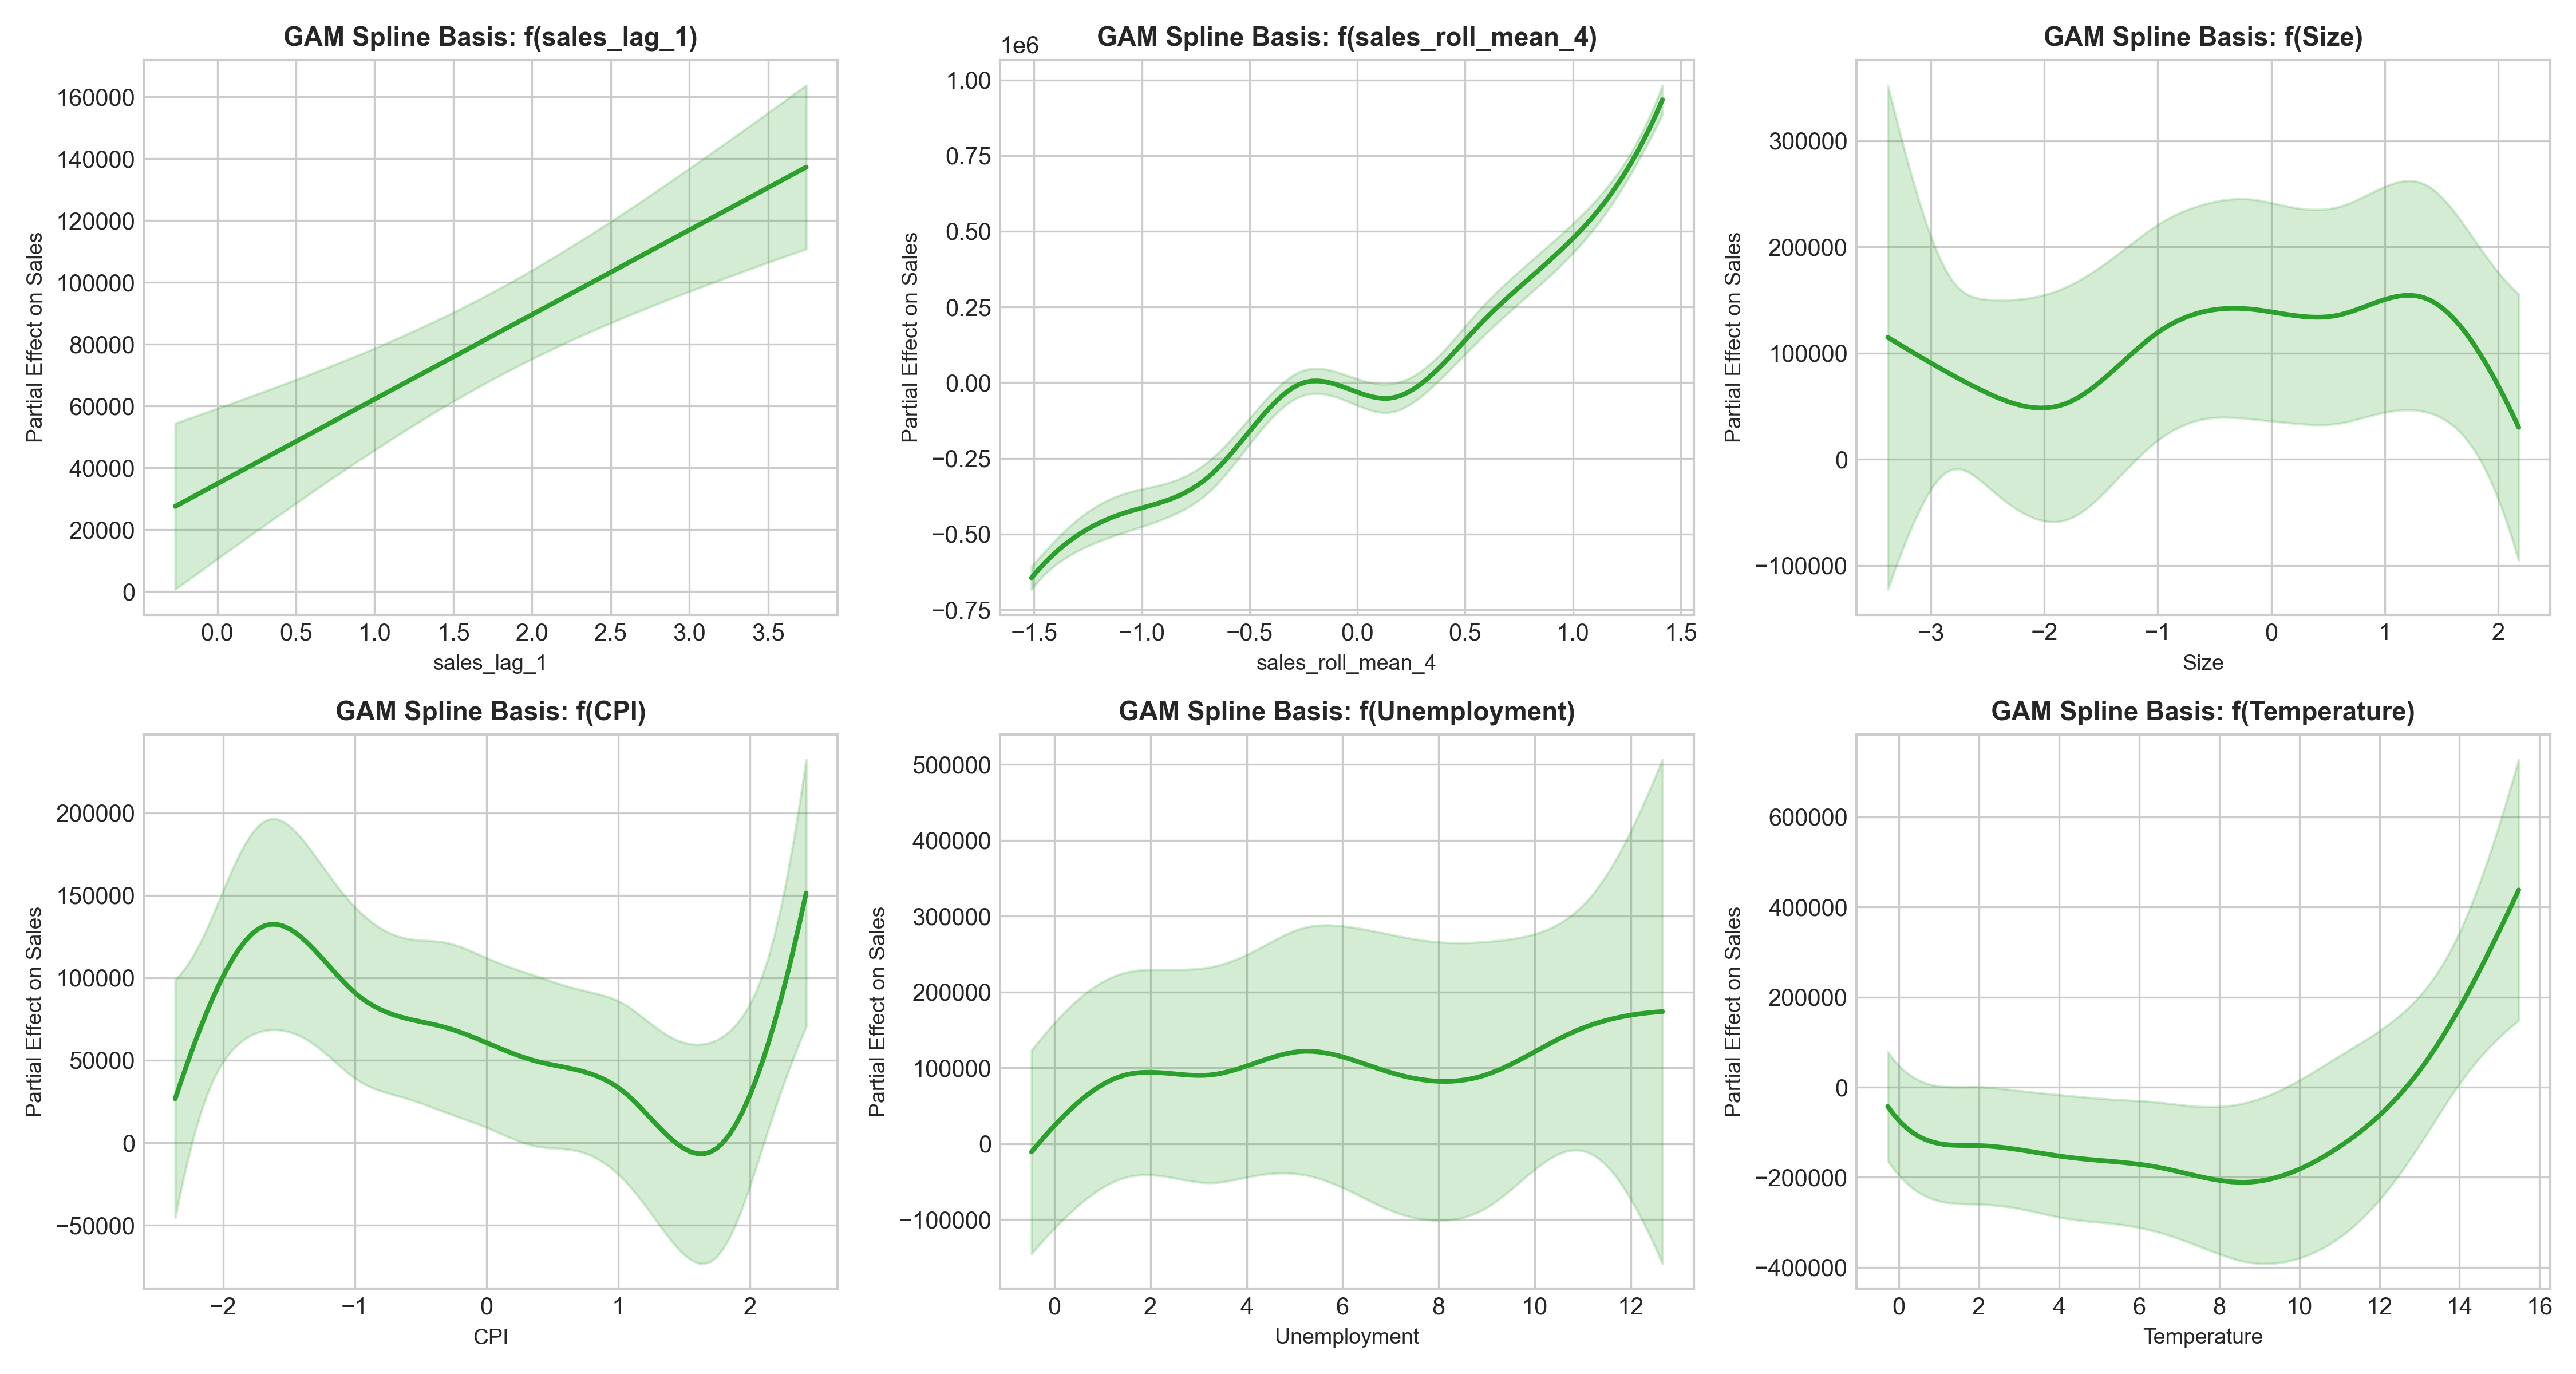 GAM Spline Basis: f(sales_lag_1)
Partial Effect on Sales
160000
140000
120000
100000
80000
60000
40000
20000
0
0.0 0.5 1.0 1.5 2.0 2.5 3.0 3.5
sales_lag_1
GAM Spline Basis: f(sales_roll_mean_4)
1e6
Partial Effect on Sales
1.00
0.75
0.50
0.25
0.00
−0.25
−0.50
−0.75
−1.5 −1.0 −0.5 0.0 0.5 1.0 1.5
sales_roll_mean_4
GAM Spline Basis: f(Size)
Partial Effect on Sales
300000
200000
100000
0
−100000
−3 −2 −1 0 1 2
Size
GAM Spline Basis: f(CPI)
Partial Effect on Sales
200000
150000
100000
50000
0
−50000
−2 −1 0 1 2
CPI
GAM Spline Basis: f(Unemployment)
Partial Effect on Sales
500000
400000
300000
200000
100000
0
−100000
0 2 4 6 8 10 12
Unemployment
GAM Spline Basis: f(Temperature)
Partial Effect on Sales
600000
400000
200000
0
−200000
−400000
0 2 4 6 8 10 12 14 16
Temperature